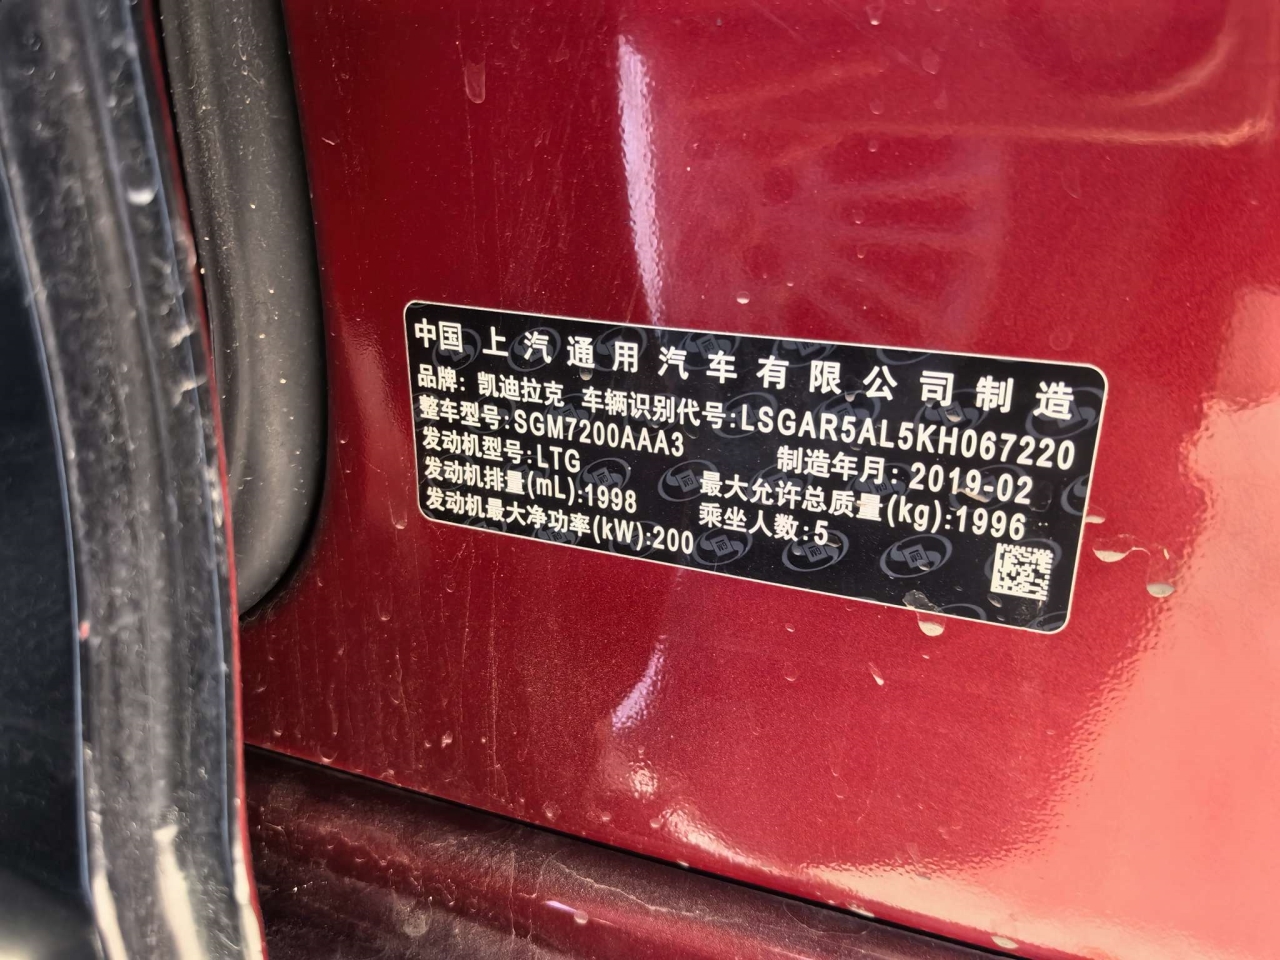 中国 上汽通用汽车有限公司制造
品牌: 凯迪拉克 车辆识别代号:LSGAR5AL5KH067220
整车型号:SGM7200AAA3 制造年月: 2019-02
发动机型号:LTG 最大允许总质量(kg):1996
发动机排量(mL):1998 乘坐人数:5
发动机最大净功率(kW):200